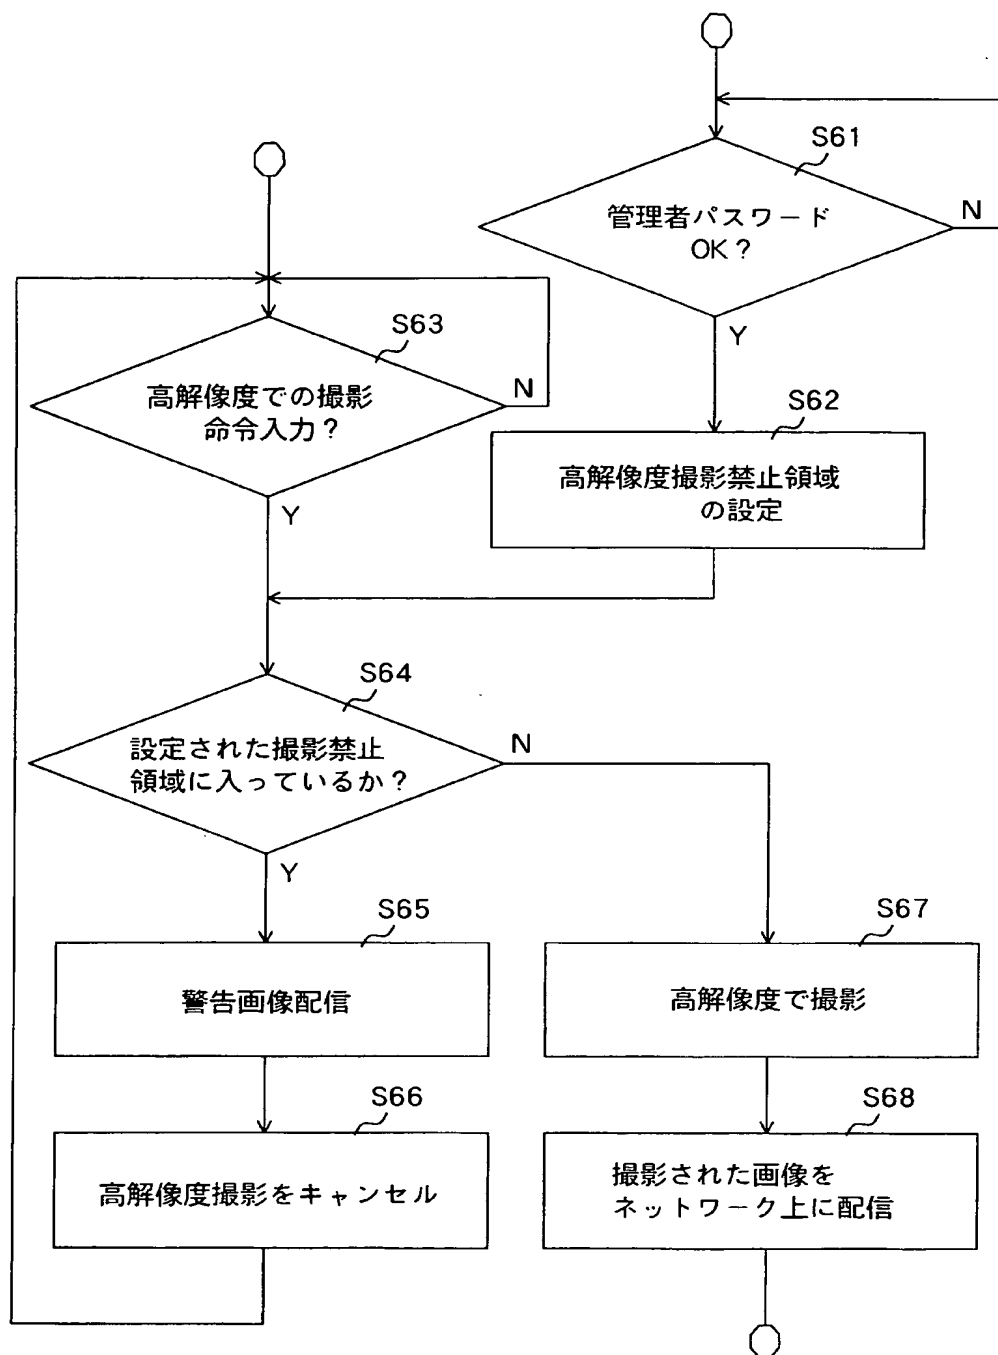 S61
管理者パスワード
OK?
N
Y
S62
高解像度撮影禁止領域
の設定
S63
高解像度での撮影
命令入力?
N
Y
S64
設定された撮影禁止
領域に入っているか?
N
Y
S65
警告画像配信
S66
高解像度撮影をキャンセル
S67
高解像度で撮影
S68
撮影された画像を
ネットワーク上に配信